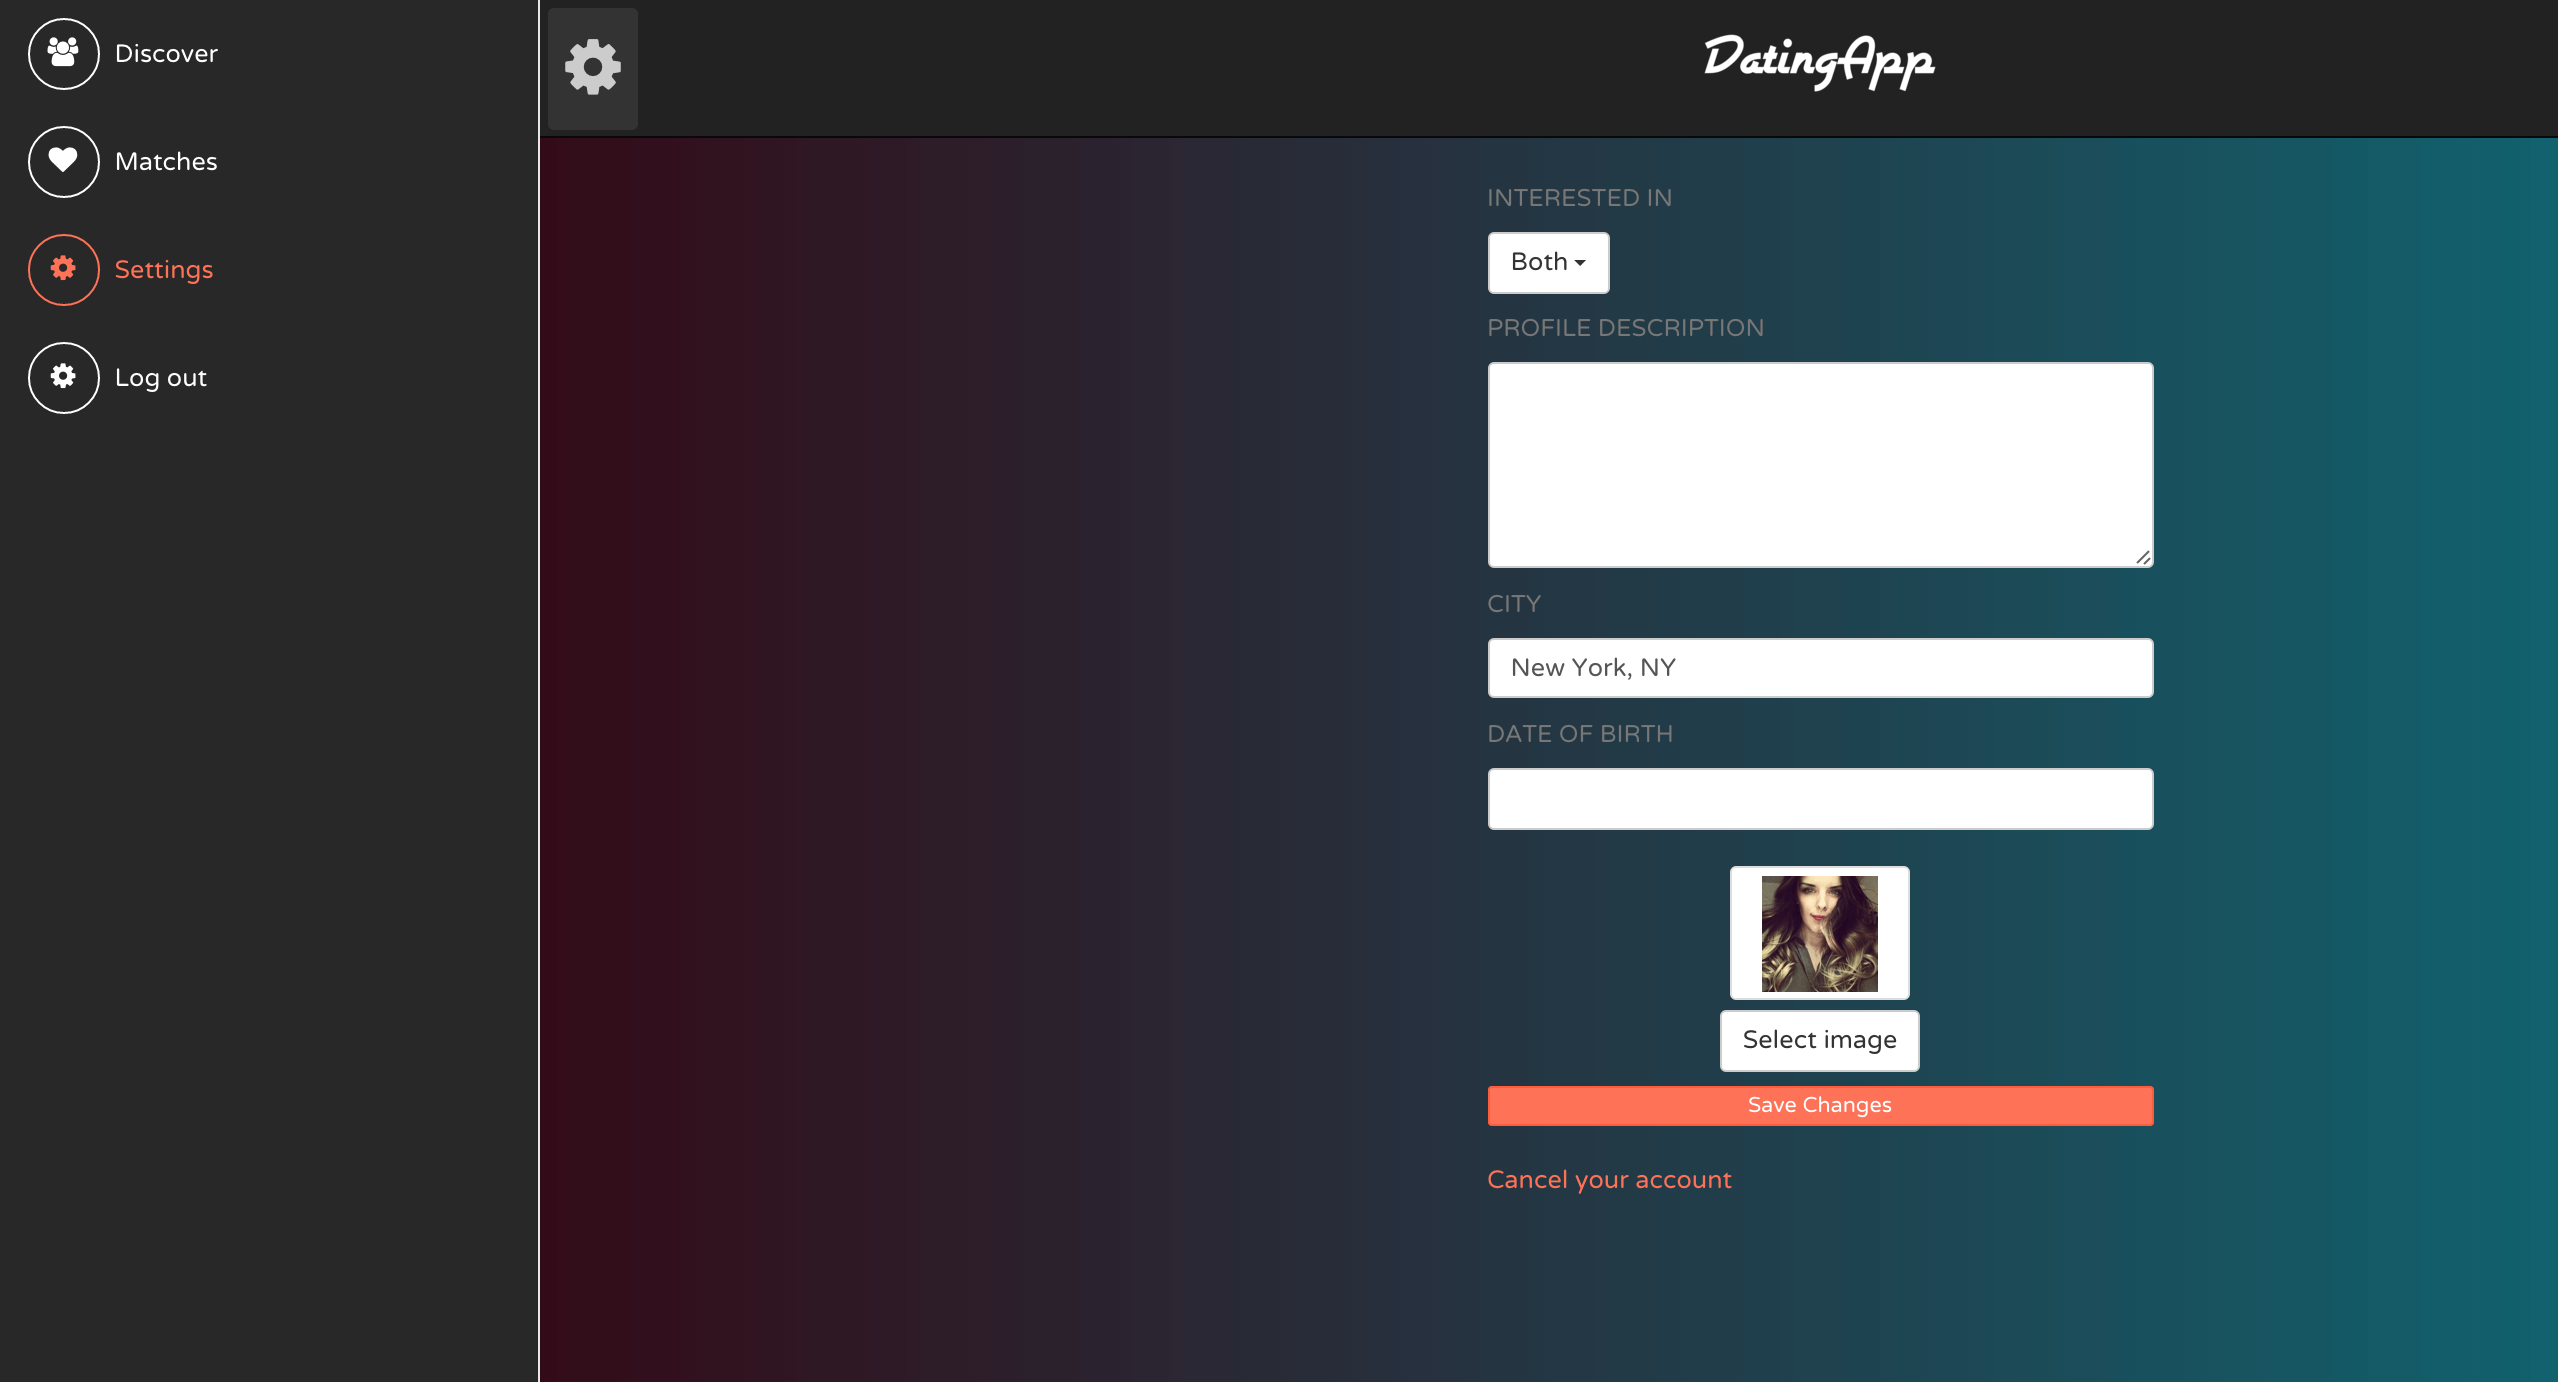 Discover
Matches
Settings
Log out
DatingApp
INTERESTED IN
Both
PROFILE DESCRIPTION
CITY
New York, NY
DATE OF BIRTH
Select image
Save Changes
Cancel your account